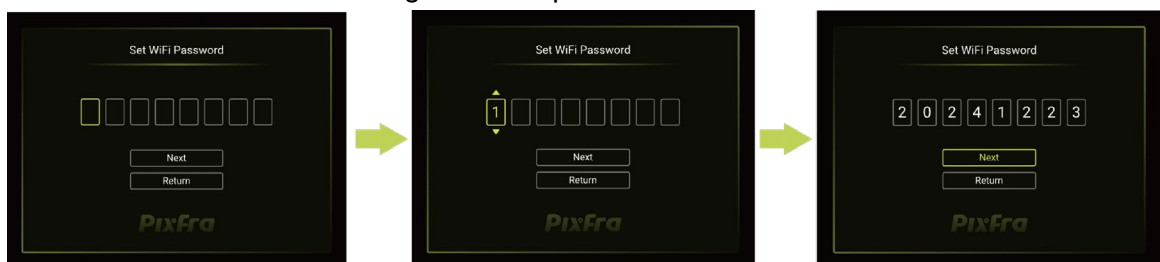 Set WiFi Password
Next
Return
PixFra
Set WiFi Password
1
Next
Return
PixFra
Set WiFi Password
2 0 2 4 1 2 2 3
Next
Return
PixFra